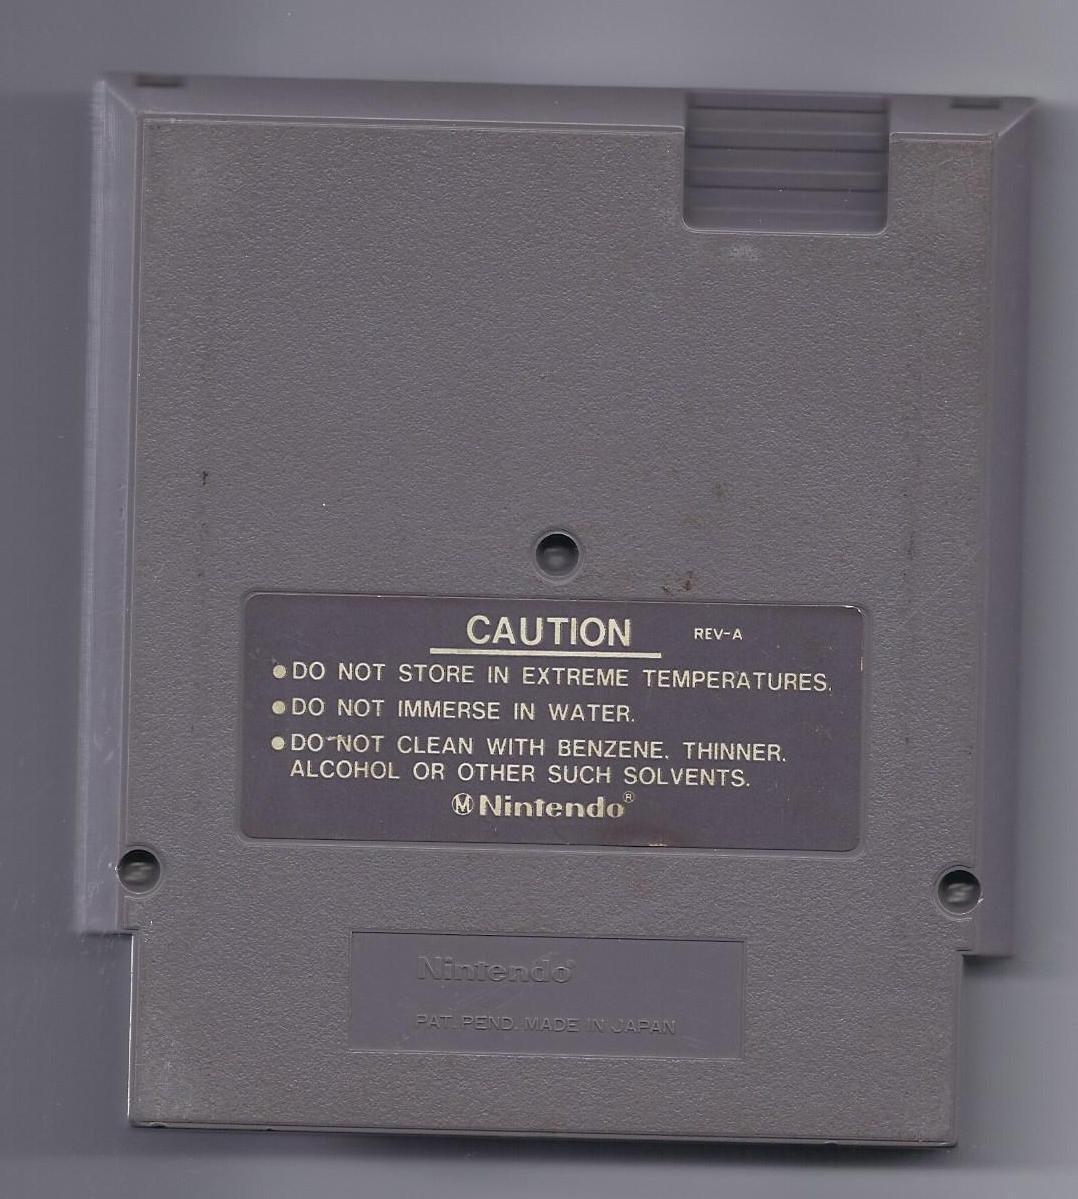 CAUTION REV-A
●DO NOT STORE IN EXTREME TEMPERATURES.
●DO NOT IMMERSE IN WATER.
●DO NOT CLEAN WITH BENZENE, THINNER,
ALCOHOL OR OTHER SUCH SOLVENTS.
Ⓜ Nintendo®
Nintendo®
PAT. PEND. MADE IN JAPAN